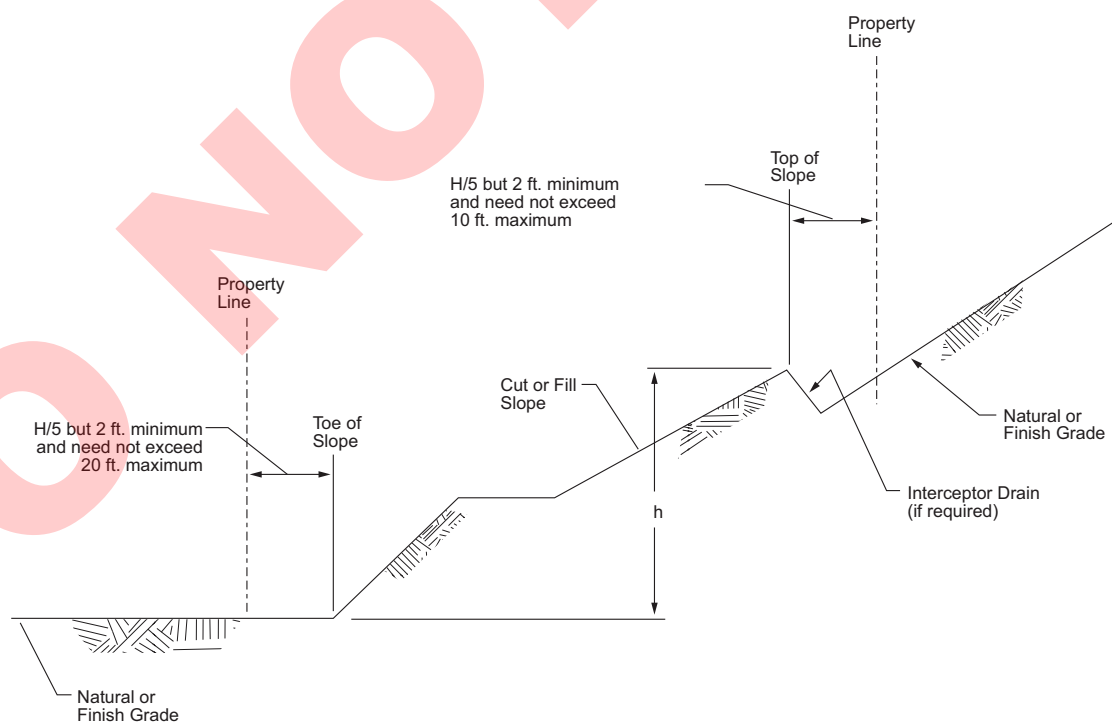 Property
Line
Top of
Slope
H/5 but 2 ft. minimum
and need not exceed
10 ft. maximum
Property
Line
Cut or Fill
Slope
Toe of
Slope
H/5 but 2 ft. minimum
and need not exceed
20 ft. maximum
Natural or
Finish Grade
Interceptor Drain
(if required)
h
Natural or
Finish Grade
O NO